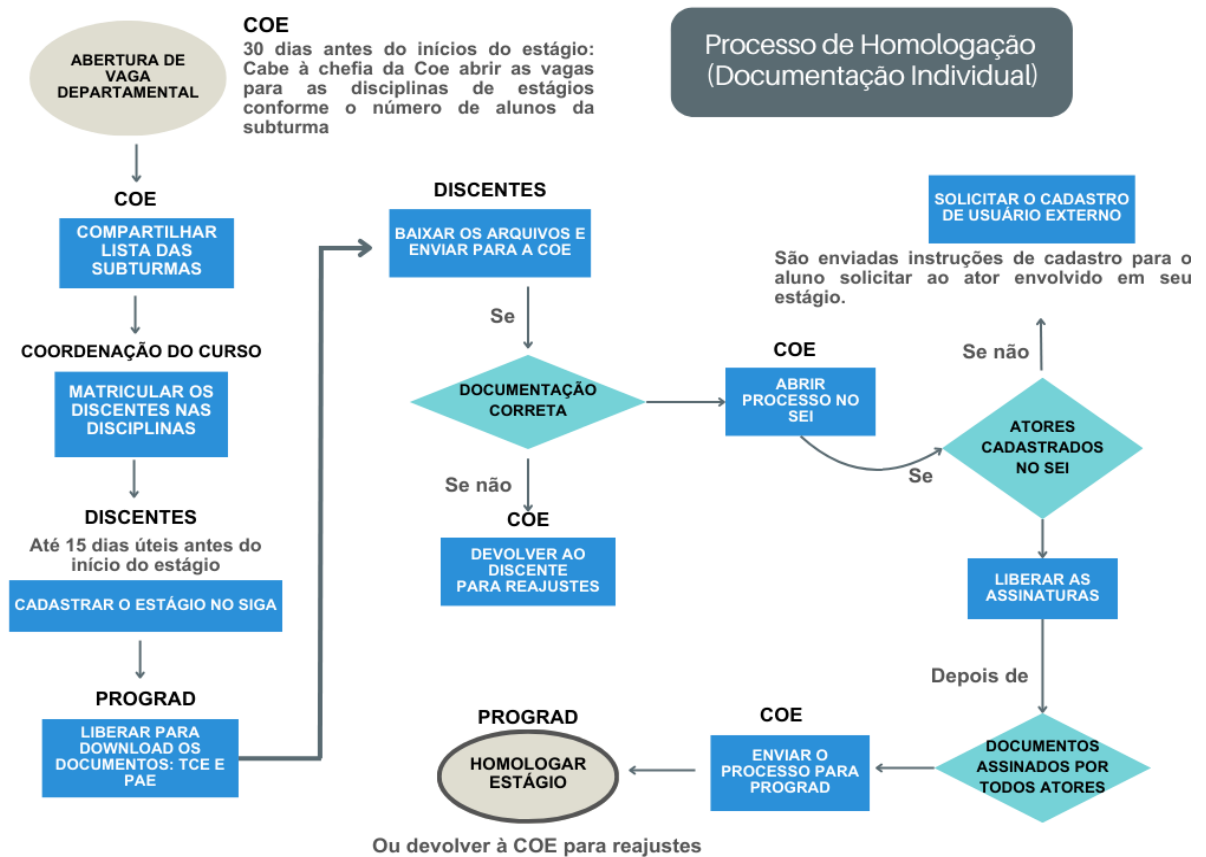 Processo de Homologação
(Documentação Individual)
ABERTURA DE
VAGA
DEPARTAMENTAL
COE
30 dias antes do inícios do estágio:
Cabe à chefia da Coe abrir as vagas
para as disciplinas de estágios
conforme o número de alunos da
subturma
COE
COMPARTILHAR
LISTA DAS
SUBTURMAS
COORDENAÇÃO DO CURSO
MATRICULAR OS
DISCENTES NAS
DISCIPLINAS
DISCENTES
Até 15 dias úteis antes do
início do estágio
CADASTRAR O ESTÁGIO NO SIGA
PROGRAD
LIBERAR PARA
DOWNLOAD OS
DOCUMENTOS: TCE E
PAE
DISCENTES
BAIXAR OS ARQUIVOS E
ENVIAR PARA A COE
Se
DOCUMENTAÇÃO
CORRETA
Se não
COE
DEVOLVER AO
DISCENTE
PARA REAJUSTES
COE
ABRIR
PROCESSO NO
SEI
Se
ATORES
CADASTRADOS
NO SEI
Se não
SOLICITAR O CADASTRO
DE USUÁRIO EXTERNO
São enviadas instruções de cadastro para o
aluno solicitar ao ator envolvido em seu
estágio.
LIBERAR AS
ASSINATURAS
Depois de
DOCUMENTOS
ASSINADOS POR
TODOS ATORES
COE
ENVIAR O
PROCESSO PARA
PROGRAD
PROGRAD
HOMOLOGAR
ESTÁGIO
Ou devolver à COE para reajustes